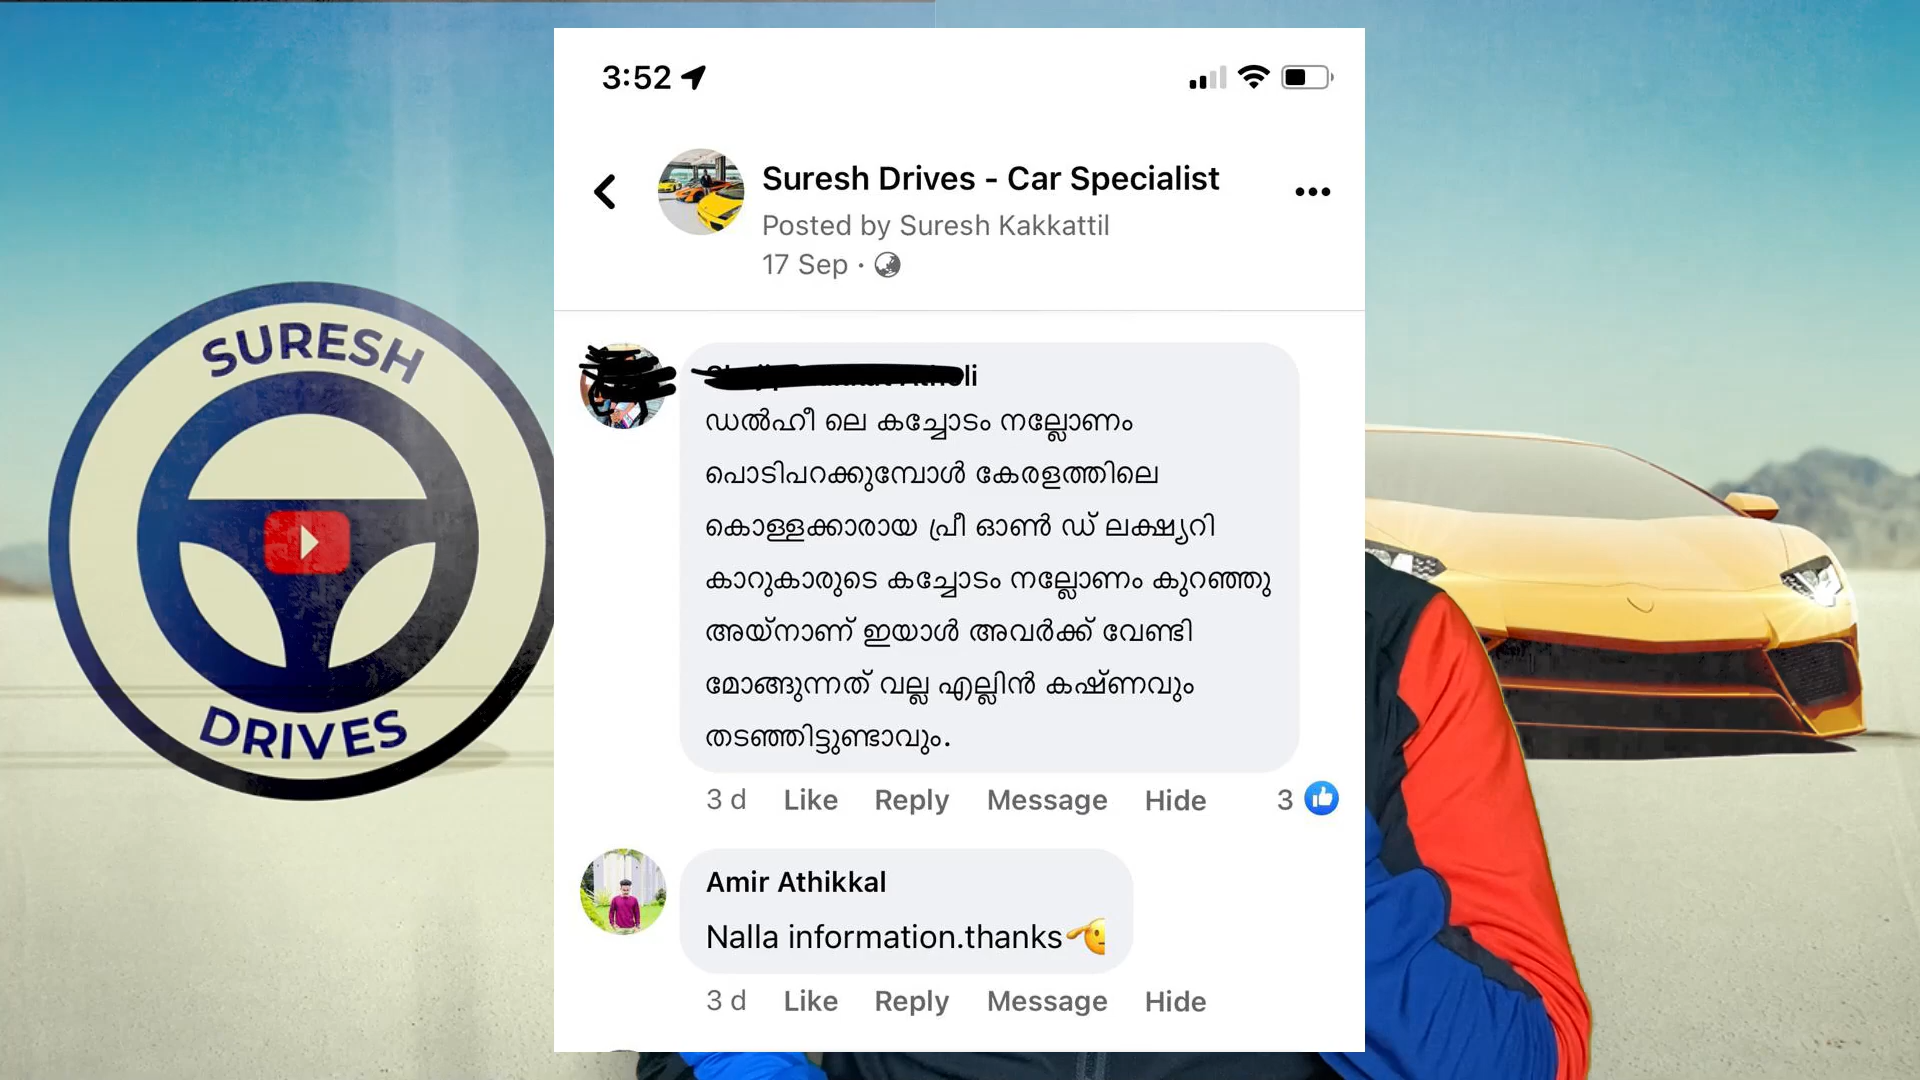 SURESH
DRIVES
3:52
Suresh Drives - Car Specialist
Posted by Suresh Kakkattil
17 Sep ·
ഡൽഹീ ലെ കച്ചോടം നല്ലോണം
പൊടിപറക്കുമ്പോൾ കേരളത്തിലെ
കൊള്ളക്കാരായ പ്രീ ഓൺ ഡ് ലക്ഷ്യറി
കാറുകാരുടെ കച്ചോടം നല്ലോണം കുറഞ്ഞു
അയ്നാണ് ഇയാൾ അവർക്ക് വേണ്ടി
മോങ്ങുന്നത് വല്ല എല്ലിൻ കഷ്ണവും
തടഞ്ഞിട്ടുണ്ടാവും.
3 d Like Reply Message Hide 3
Amir Athikkal
Nalla information.thanks🫡
3 d Like Reply Message Hide